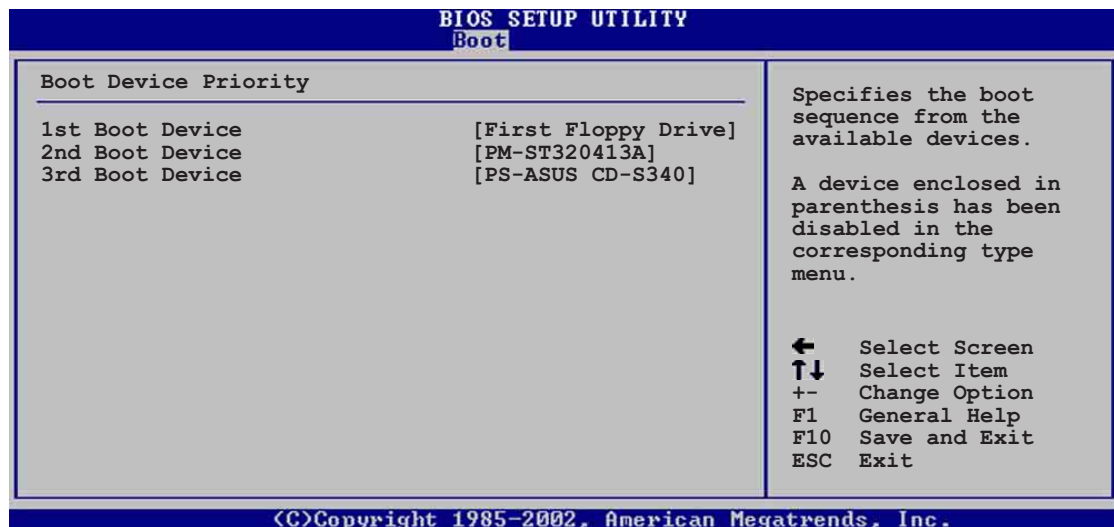 BIOS SETUP UTILITY
Boot
Boot Device Priority
1st Boot Device [First Floppy Drive]
2nd Boot Device [PM-ST320413A]
3rd Boot Device [PS-ASUS CD-S340]
Specifies the boot
sequence from the
available devices.
A device enclosed in
parenthesis has been
disabled in the
corresponding type
menu.
← Select Screen
↑↓ Select Item
+- Change Option
F1 General Help
F10 Save and Exit
ESC Exit
(C)Copyright 1985-2002, American Megatrends, Inc.